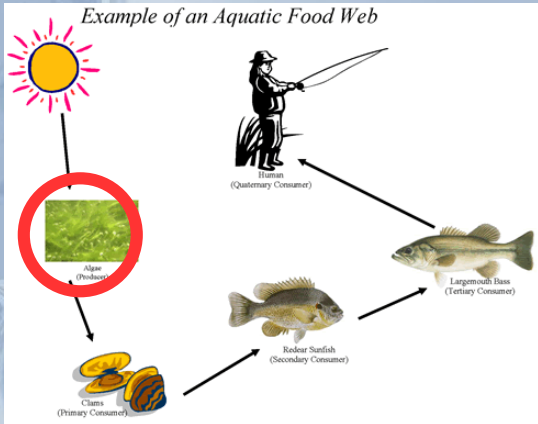 Example of an Aquatic Food Web
Human
(Quaternary Consumer)
Algae
(Producer)
Largemouth Bass
(Tertiary Consumer)
Redear Sunfish
(Secondary Consumer)
Clams
(Primary Consumer)